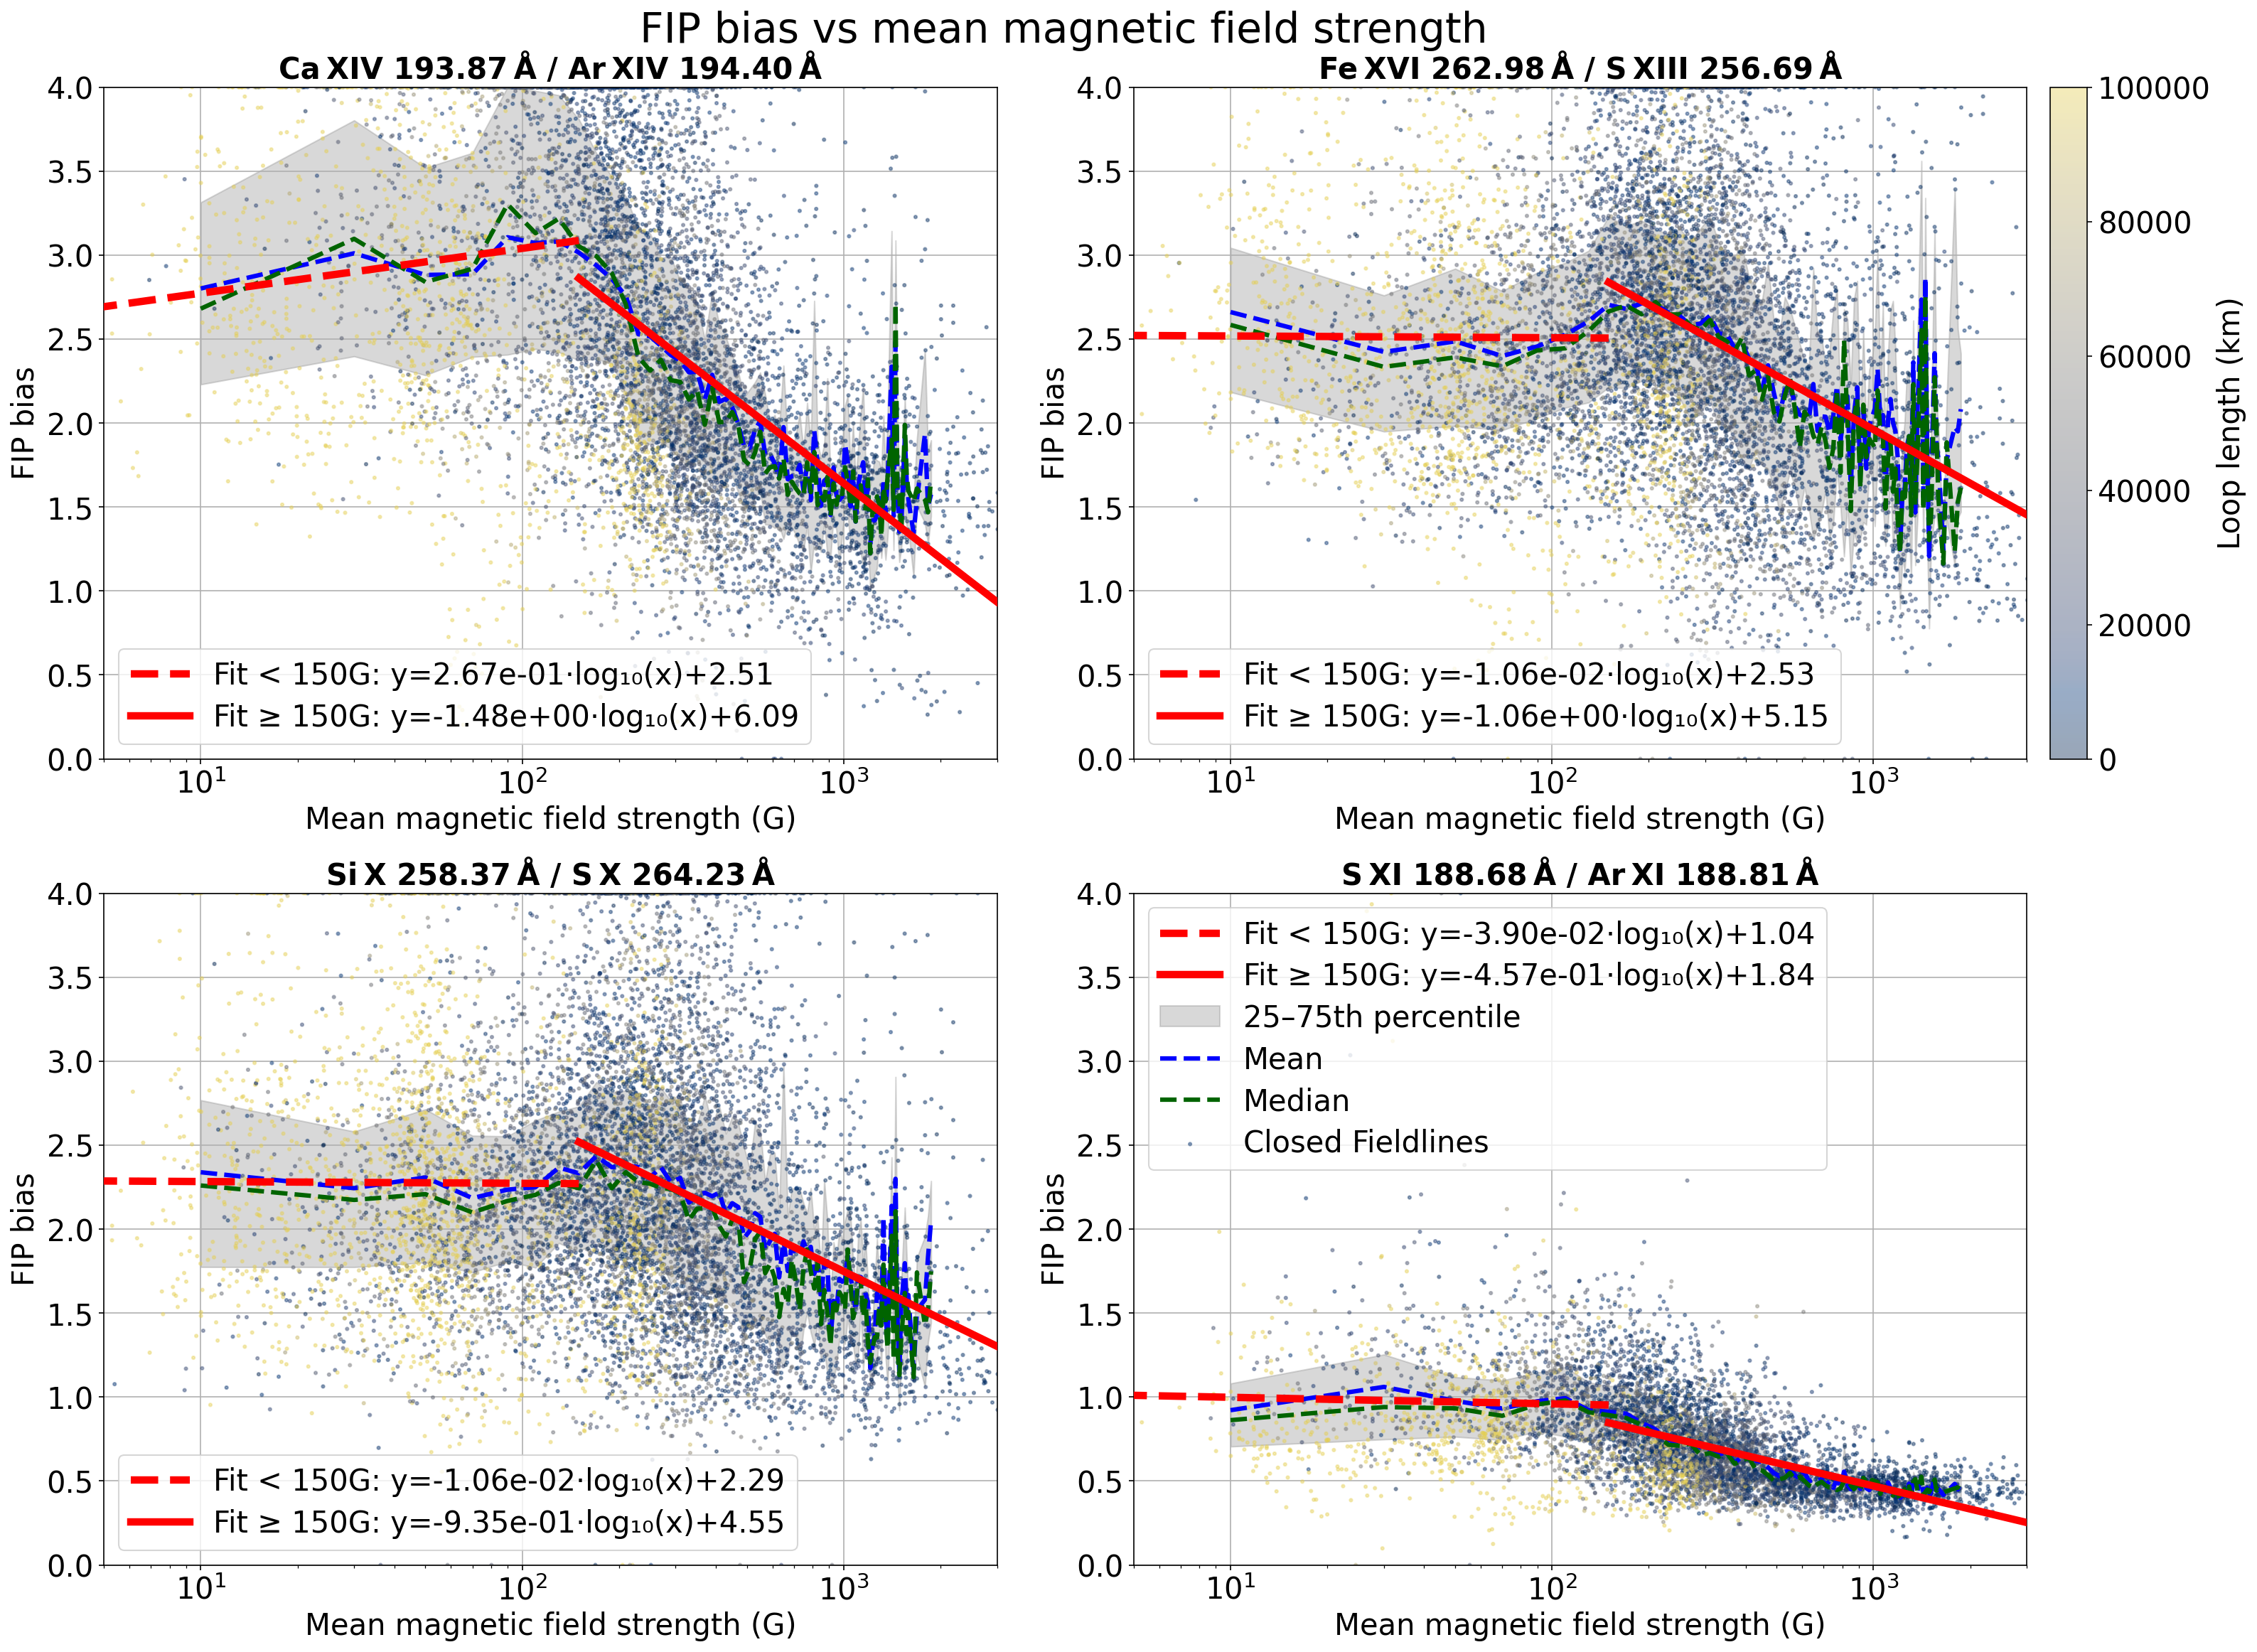 FIP bias vs mean magnetic field strength
Ca XIV 193.87 Å / Ar XIV 194.40 Å
4.0
3.5
3.0
2.5
2.0
1.5
1.0
0.5
0.0
FIP bias
Fit < 150G: y=2.67e-01·log₁₀(x)+2.51
Fit ≥ 150G: y=-1.48e+00·log₁₀(x)+6.09
10¹ 10² 10³
Mean magnetic field strength (G)
Fe XVI 262.98 Å / S XIII 256.69 Å
4.0
3.5
3.0
2.5
2.0
1.5
1.0
0.5
0.0
FIP bias
Fit < 150G: y=-1.06e-02·log₁₀(x)+2.53
Fit ≥ 150G: y=-1.06e+00·log₁₀(x)+5.15
10¹ 10² 10³
Mean magnetic field strength (G)
100000
80000
60000
40000
20000
0
Loop length (km)
Si X 258.37 Å / S X 264.23 Å
4.0
3.5
3.0
2.5
2.0
1.5
1.0
0.5
0.0
FIP bias
Fit < 150G: y=-1.06e-02·log₁₀(x)+2.29
Fit ≥ 150G: y=-9.35e-01·log₁₀(x)+4.55
10¹ 10² 10³
Mean magnetic field strength (G)
S XI 188.68 Å / Ar XI 188.81 Å
4.0
3.5
3.0
2.5
2.0
1.5
1.0
0.5
0.0
FIP bias
Fit < 150G: y=-3.90e-02·log₁₀(x)+1.04
Fit ≥ 150G: y=-4.57e-01·log₁₀(x)+1.84
25–75th percentile
Mean
Median
Closed Fieldlines
10¹ 10² 10³
Mean magnetic field strength (G)